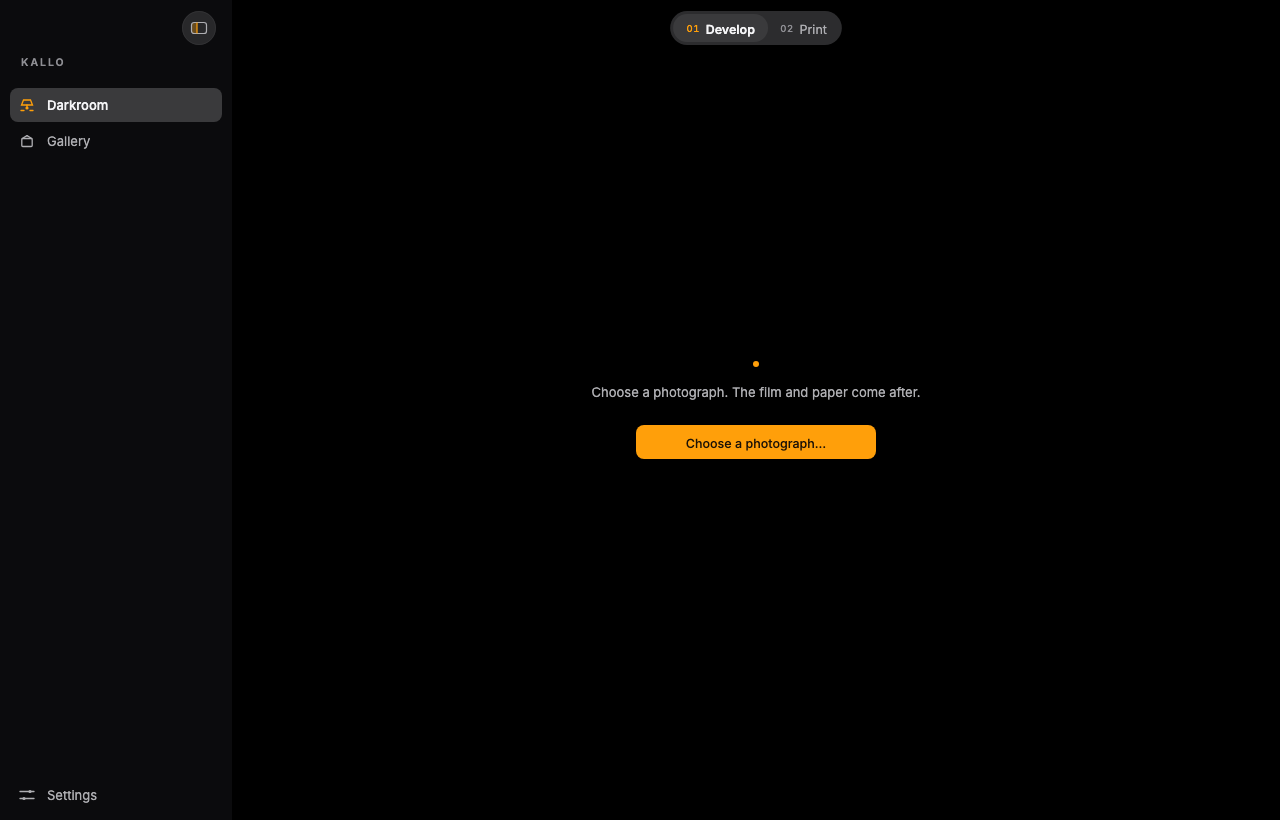 KALLO
Darkroom
Gallery
Settings
01 Develop 02 Print
Choose a photograph. The film and paper come after.
Choose a photograph...